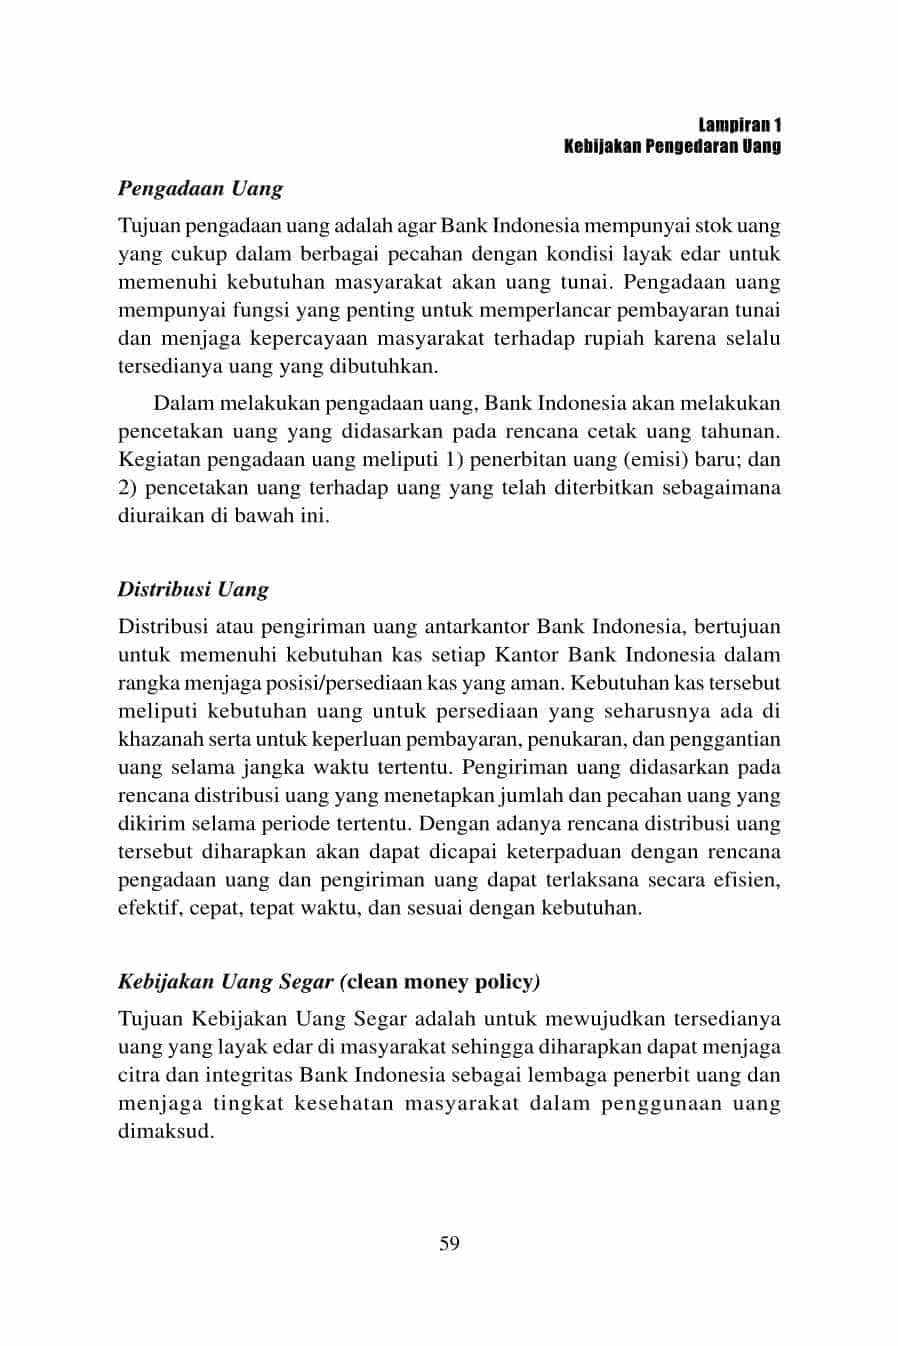 Lampiran 1
Kebijakan Pengedaran Uang
Pengadaan Uang
Tujuan pengadaan uang adalah agar Bank Indonesia mempunyai stok uang
yang cukup dalam berbagai pecahan dengan kondisi layak edar untuk
memenuhi kebutuhan masyarakat akan uang tunai. Pengadaan uang
mempunyai fungsi yang penting untuk memperlancar pembayaran tunai
dan menjaga kepercayaan masyarakat terhadap rupiah karena selalu
tersedianya uang yang dibutuhkan.
Dalam melakukan pengadaan uang, Bank Indonesia akan melakukan
pencetakan uang yang didasarkan pada rencana cetak uang tahunan.
Kegiatan pengadaan uang meliputi 1) penerbitan uang (emisi) baru; dan
2) pencetakan uang terhadap uang yang telah diterbitkan sebagaimana
diuraikan di bawah ini.
Distribusi Uang
Distribusi atau pengiriman uang antarkantor Bank Indonesia, bertujuan
untuk memenuhi kebutuhan kas setiap Kantor Bank Indonesia dalam
rangka menjaga posisi/persediaan kas yang aman. Kebutuhan kas tersebut
meliputi kebutuhan uang untuk persediaan yang seharusnya ada di
khazanah serta untuk keperluan pembayaran, penukaran, dan penggantian
uang selama jangka waktu tertentu. Pengiriman uang didasarkan pada
rencana distribusi uang yang menetapkan jumlah dan pecahan uang yang
dikirim selama periode tertentu. Dengan adanya rencana distribusi uang
tersebut diharapkan akan dapat dicapai keterpaduan dengan rencana
pengadaan uang dan pengiriman uang dapat terlaksana secara efisien,
efektif, cepat, tepat waktu, dan sesuai dengan kebutuhan.
Kebijakan Uang Segar (clean money policy)
Tujuan Kebijakan Uang Segar adalah untuk mewujudkan tersedianya
uang yang layak edar di masyarakat sehingga diharapkan dapat menjaga
citra dan integritas Bank Indonesia sebagai lembaga penerbit uang dan
menjaga tingkat kesehatan masyarakat dalam penggunaan uang
dimaksud.
59